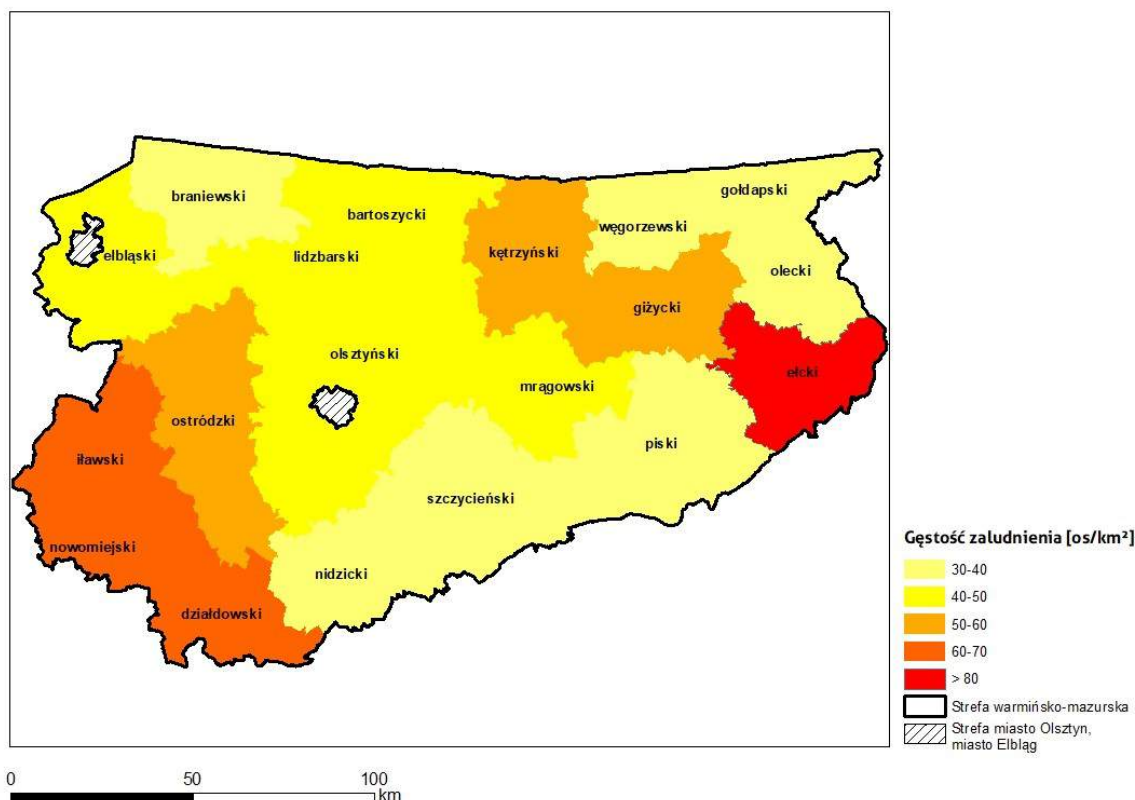 braniewski
bartoszycki
gołdapski
węgorzewski
elbląski
lidzbarski
kętrzyński
olecki
giżycki
olsztyński
mrągowski
ełcki
ostródzki
piski
iławski
szczycieński
nowomiejski
nidzicki
działdowski
Gęstość zaludnienia [os/km²]
30-40
40-50
50-60
60-70
> 80
Strefa warmińsko-mazurska
Strefa miasto Olsztyn,
miasto Elbląg
0 50 100
km